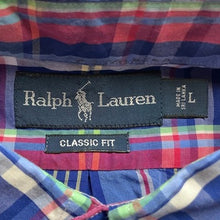 Ralph Lauren
MADE IN
SRI LANKA
L
CLASSIC FIT